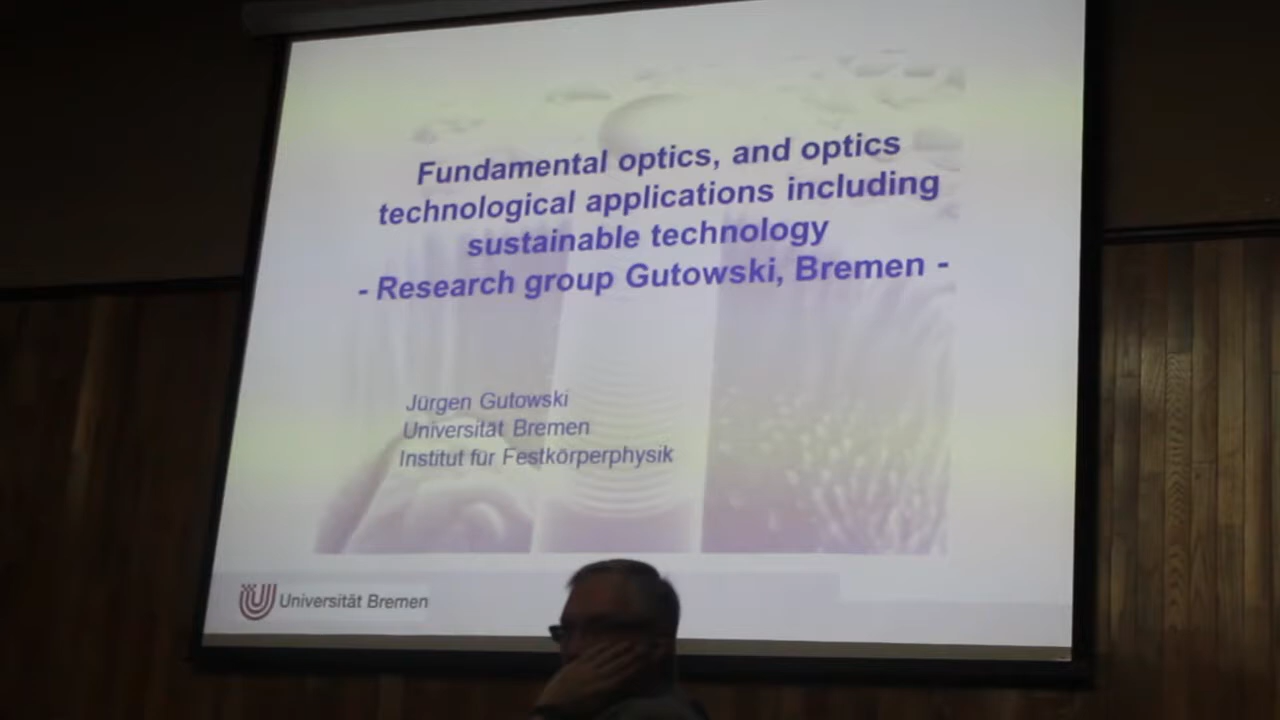 Fundamental optics, and optics
technological applications including
sustainable technology
- Research group Gutowski, Bremen -
Jürgen Gutowski
Universität Bremen
Institut für Festkörperphysik
Universität Bremen